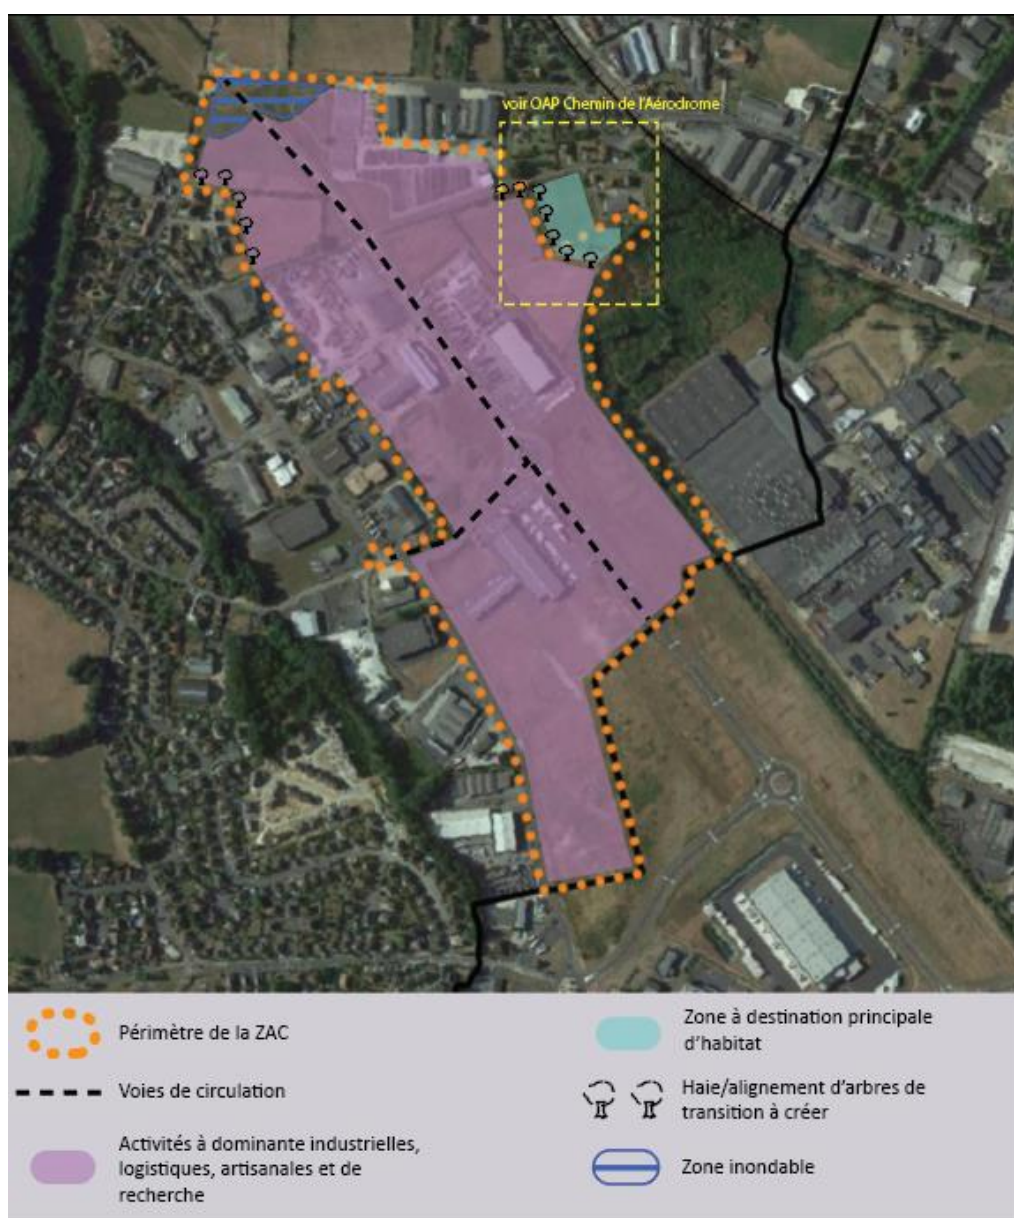 voir OAP Chemin de l'Aérodrome
Périmètre de la ZAC
Voies de circulation
Activités à dominante industrielles,
logistiques, artisanales et de
recherche
Zone à destination principale
d'habitat
Haie/alignement d'arbres de
transition à créer
Zone inondable